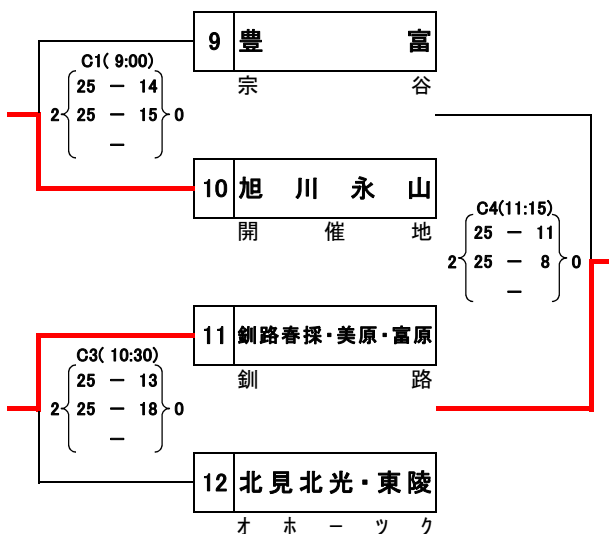 9 豊富
宗谷
C1( 9:00)
25 － 14
2 25 － 15 0
－
10 旭川永山
開催地
C4(11:15)
25 － 11
2 25 － 8 0
－
11 釧路春採・美原・富原
釧路
C3( 10:30)
25 － 13
2 25 － 18 0
－
12 北見北光・東陵
オホーツク